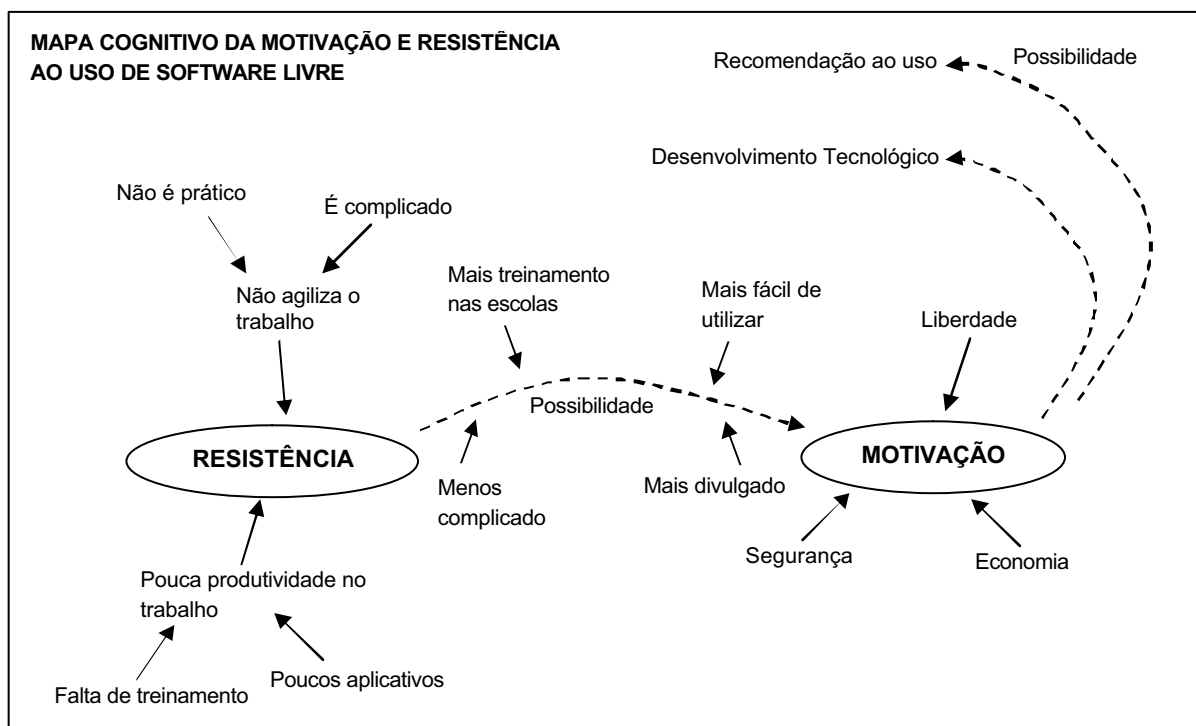 MAPA COGNITIVO DA MOTIVAÇÃO E RESISTÊNCIA
AO USO DE SOFTWARE LIVRE
Recomendação ao uso
Possibilidade
Desenvolvimento Tecnológico
Não é prático
É complicado
Não agiliza o
trabalho
Mais treinamento
nas escolas
Mais fácil de
utilizar
Liberdade
Possibilidade
RESISTÊNCIA
MOTIVAÇÃO
Menos
complicado
Mais divulgado
Segurança
Economia
Pouca produtividade no
trabalho
Falta de treinamento
Poucos aplicativos